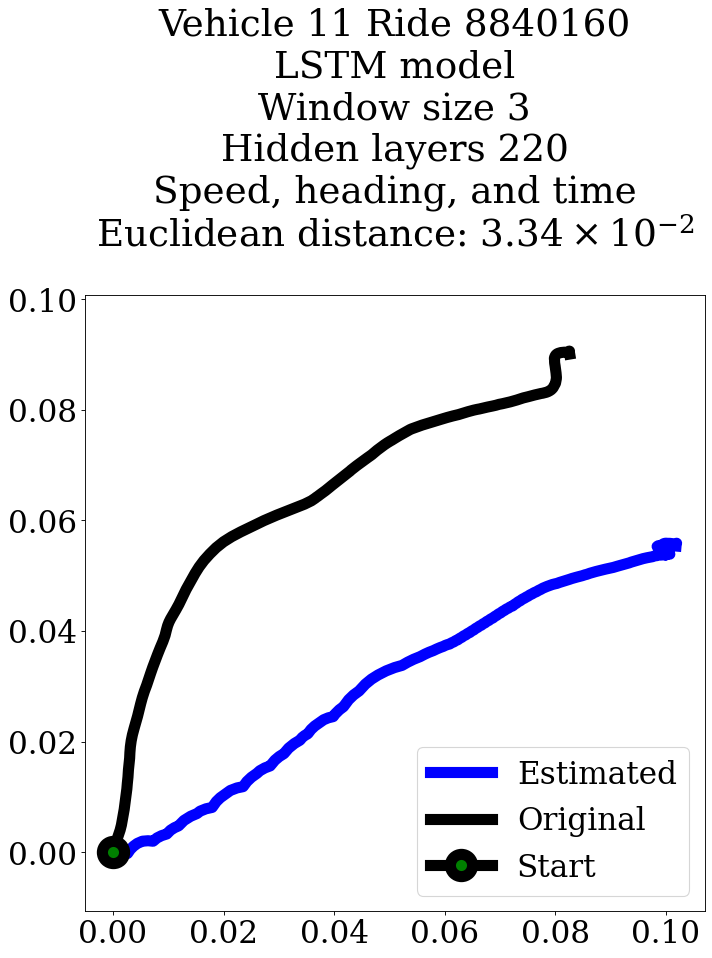 Vehicle 11 Ride 8840160
LSTM model
Window size 3
Hidden layers 220
Speed, heading, and time
Euclidean distance: 3.34 × 10⁻²
0.10
0.08
0.06
0.04
0.02
0.00
Estimated
Original
Start
0.00 0.02 0.04 0.06 0.08 0.10